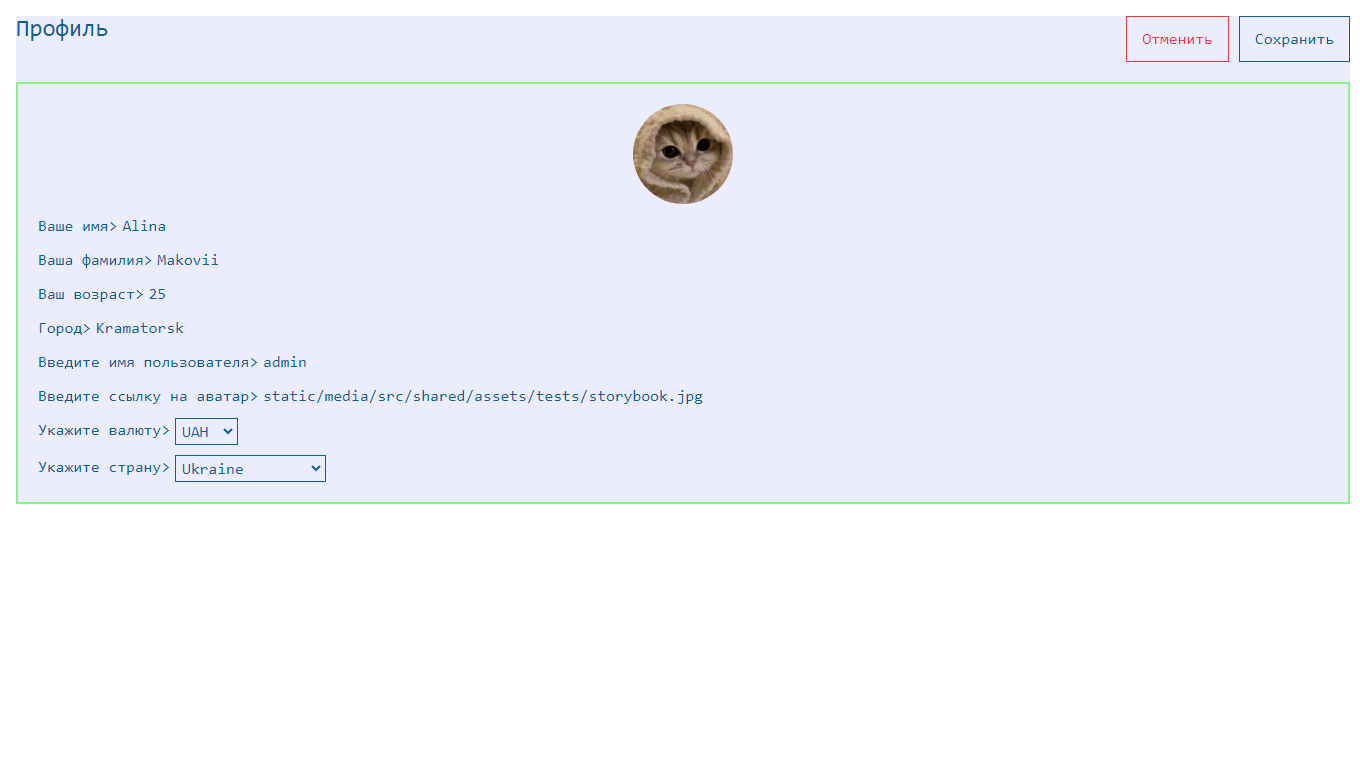 Профиль
Отменить
Сохранить
Ваше имя> Alina
Ваша фамилия> Makovii
Ваш возраст> 25
Город> Kramatorsk
Введите имя пользователя> admin
Введите ссылку на аватар> static/media/src/shared/assets/tests/storybook.jpg
Укажите валюту> UAH
Укажите страну> Ukraine